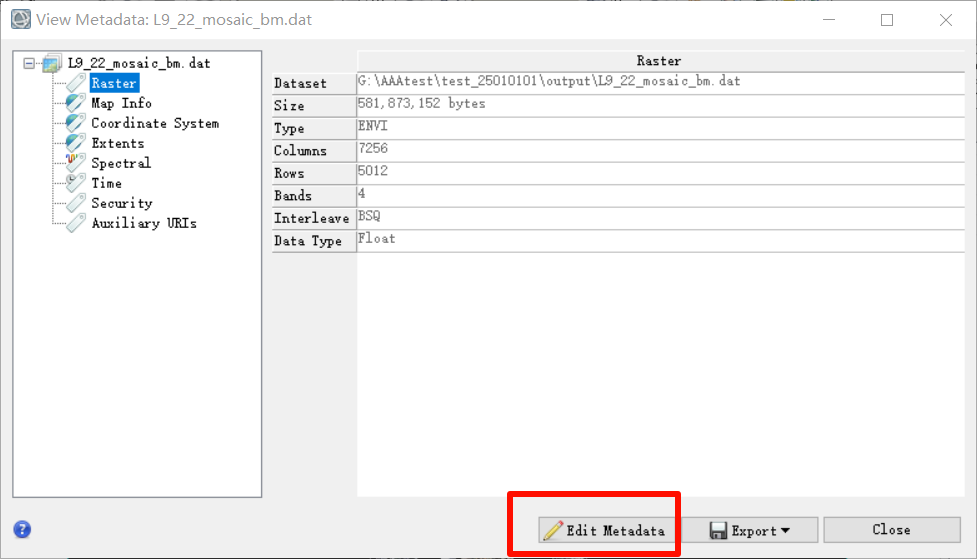 View Metadata: L9_22_mosaic_bm.dat
L9_22_mosaic_bm.dat
Raster
Map Info
Coordinate System
Extents
Spectral
Time
Security
Auxiliary URIs
Raster
Dataset G:\AAAtest\test_25010101\output\L9_22_mosaic_bm.dat
Size 581,873,152 bytes
Type ENVI
Columns 7256
Rows 5012
Bands 4
Interleave BSQ
Data Type Float
? Edit Metadata Export Close